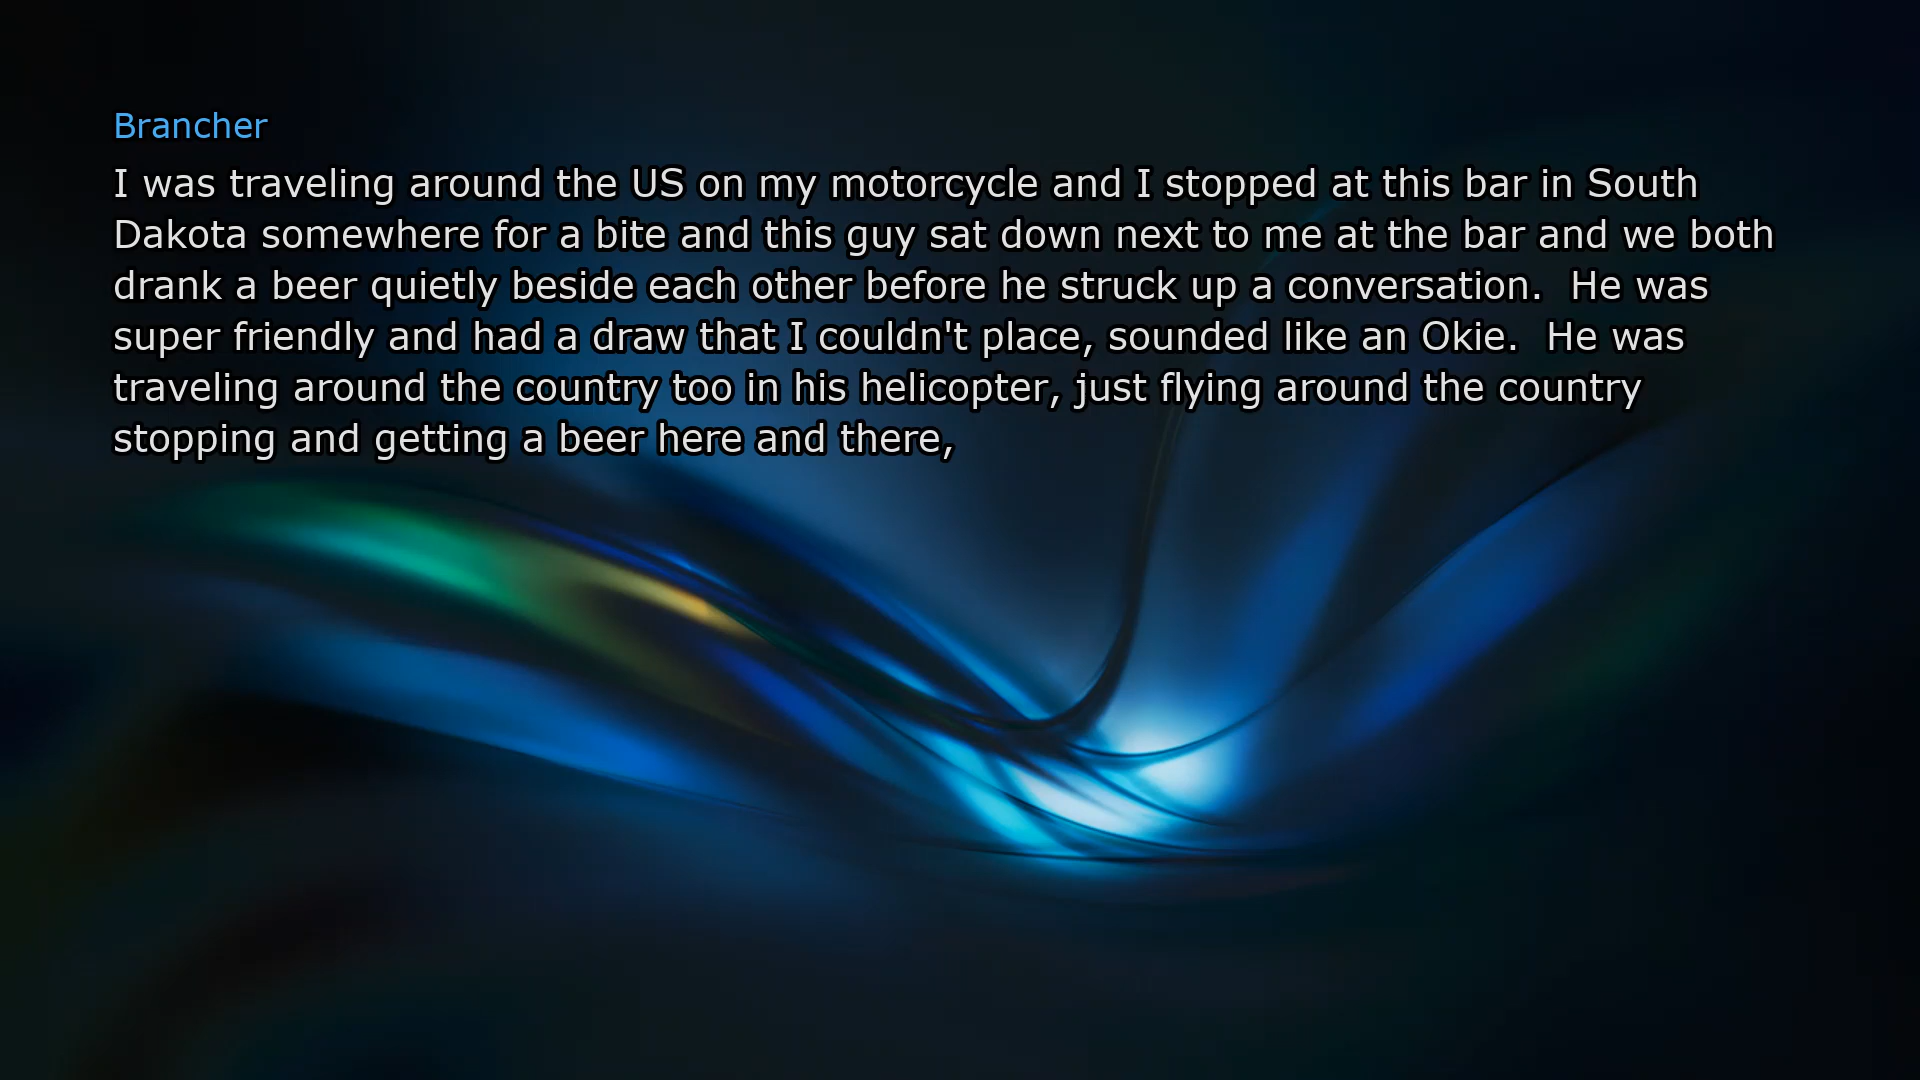 Brancher
I was traveling around the US on my motorcycle and I stopped at this bar in South
Dakota somewhere for a bite and this guy sat down next to me at the bar and we both
drank a beer quietly beside each other before he struck up a conversation.  He was
super friendly and had a draw that I couldn't place, sounded like an Okie.  He was
traveling around the country too in his helicopter, just flying around the country
stopping and getting a beer here and there,